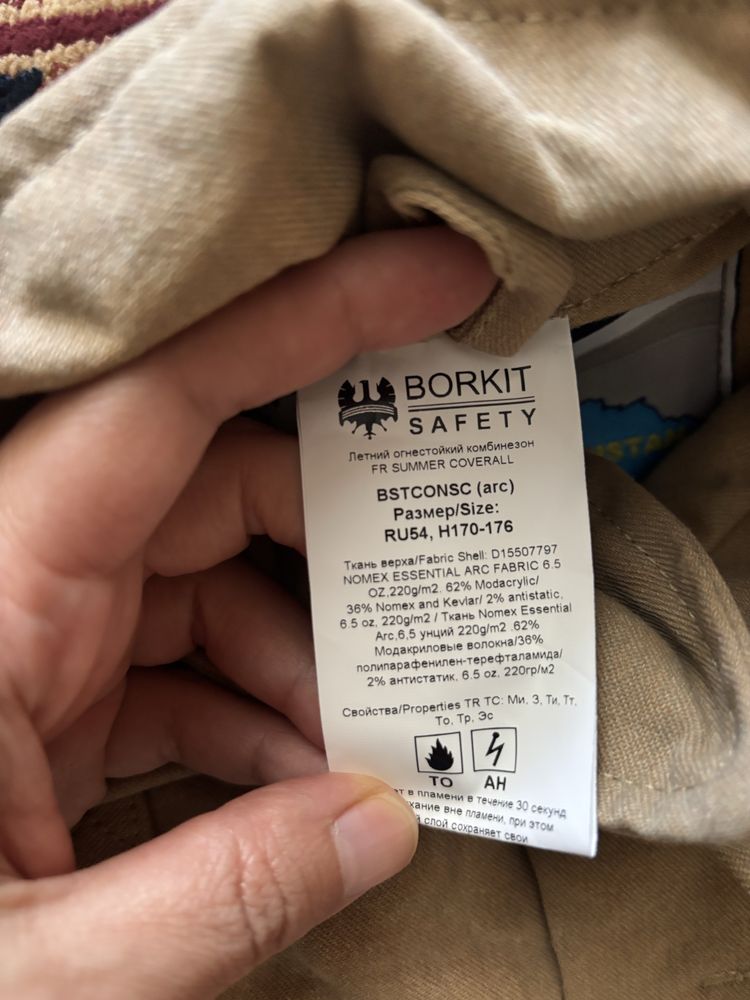 BORKIT
SAFETY
Летний огнестойкий комбинезон
FR SUMMER COVERALL
BSTCONSC (arc)
Размер/Size:
RU54, H170-176
Ткань верха/Fabric Shell: D15507797
NOMEX ESSENTIAL ARC FABRIC 6.5
OZ,220g/m2. 62% Modacrylic/
36% Nomex and Kevlar/ 2% antistatic,
6.5 oz, 220g/m2 / Ткань Nomex Essential
Arc,6,5 унций 220g/m2 .62%
Модакриловые волокна/36%
полипарафенилен-терефталамида/
2% антистатик, 6.5 oz, 220гр/м2
Свойства/Properties TR TC: Ми, З, Ти, Тт,
То, Тр, Эс
ТО АН
в пламени в течение 30 секунд
вне пламени, при этом
слой сохраняет свои